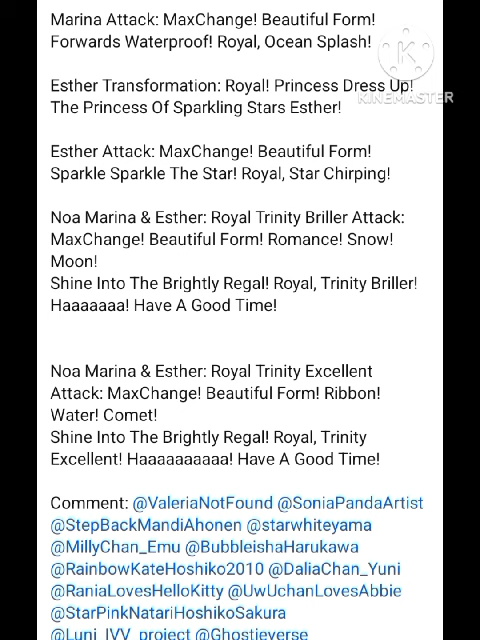 Marina Attack: MaxChange! Beautiful Form!
Forwards Waterproof! Royal, Ocean Splash!
Esther Transformation: Royal! Princess Dress Up!
The Princess Of Sparkling Stars Esther!
KINEMASTER
Esther Attack: MaxChange! Beautiful Form!
Sparkle Sparkle The Star! Royal, Star Chirping!
Noa Marina & Esther: Royal Trinity Briller Attack:
MaxChange! Beautiful Form! Romance! Snow!
Moon!
Shine Into The Brightly Regal! Royal, Trinity Briller!
Haaaaaaa! Have A Good Time!
Noa Marina & Esther: Royal Trinity Excellent
Attack: MaxChange! Beautiful Form! Ribbon!
Water! Comet!
Shine Into The Brightly Regal! Royal, Trinity
Excellent! Haaaaaaaaaa! Have A Good Time!
Comment: @ValeriaNotFound @SoniaPandaArtist
@StepBackMandiAhonen @starwhiteyama
@MillyChan_Emu @BubbleishaHarukawa
@RainbowKateHoshiko2010 @DaliaChan_Yuni
@RaniaLovesHelloKitty @UwUchanLovesAbbie
@StarPinkNatariHoshikoSakura
@Luni_IVV_project @Ghostieverse